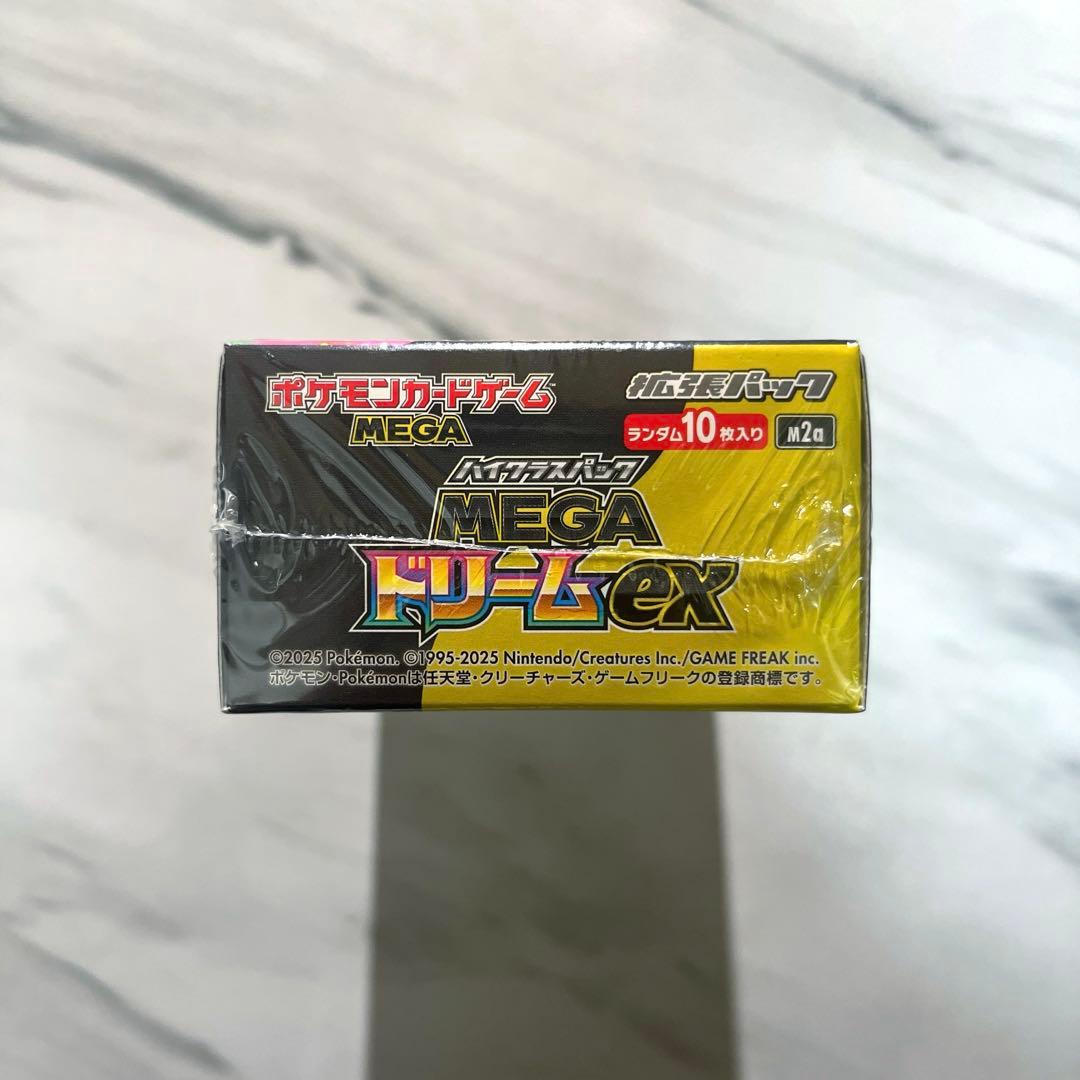 ポケモンカードゲーム™
MEGA
拡張パック
ランダム10枚入り
M2a
ハイクラスパック
MEGA
ドリームex
©2025 Pokémon. ©1995-2025 Nintendo/Creatures Inc./GAME FREAK inc.
ポケモン・Pokémonは任天堂・クリーチャーズ・ゲームフリークの登録商標です。